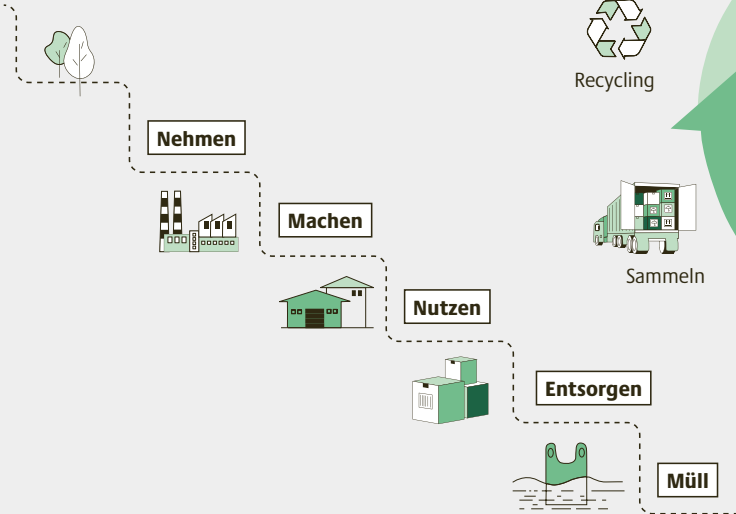 Recycling
Nehmen
Machen
Sammeln
Nutzen
Entsorgen
Müll